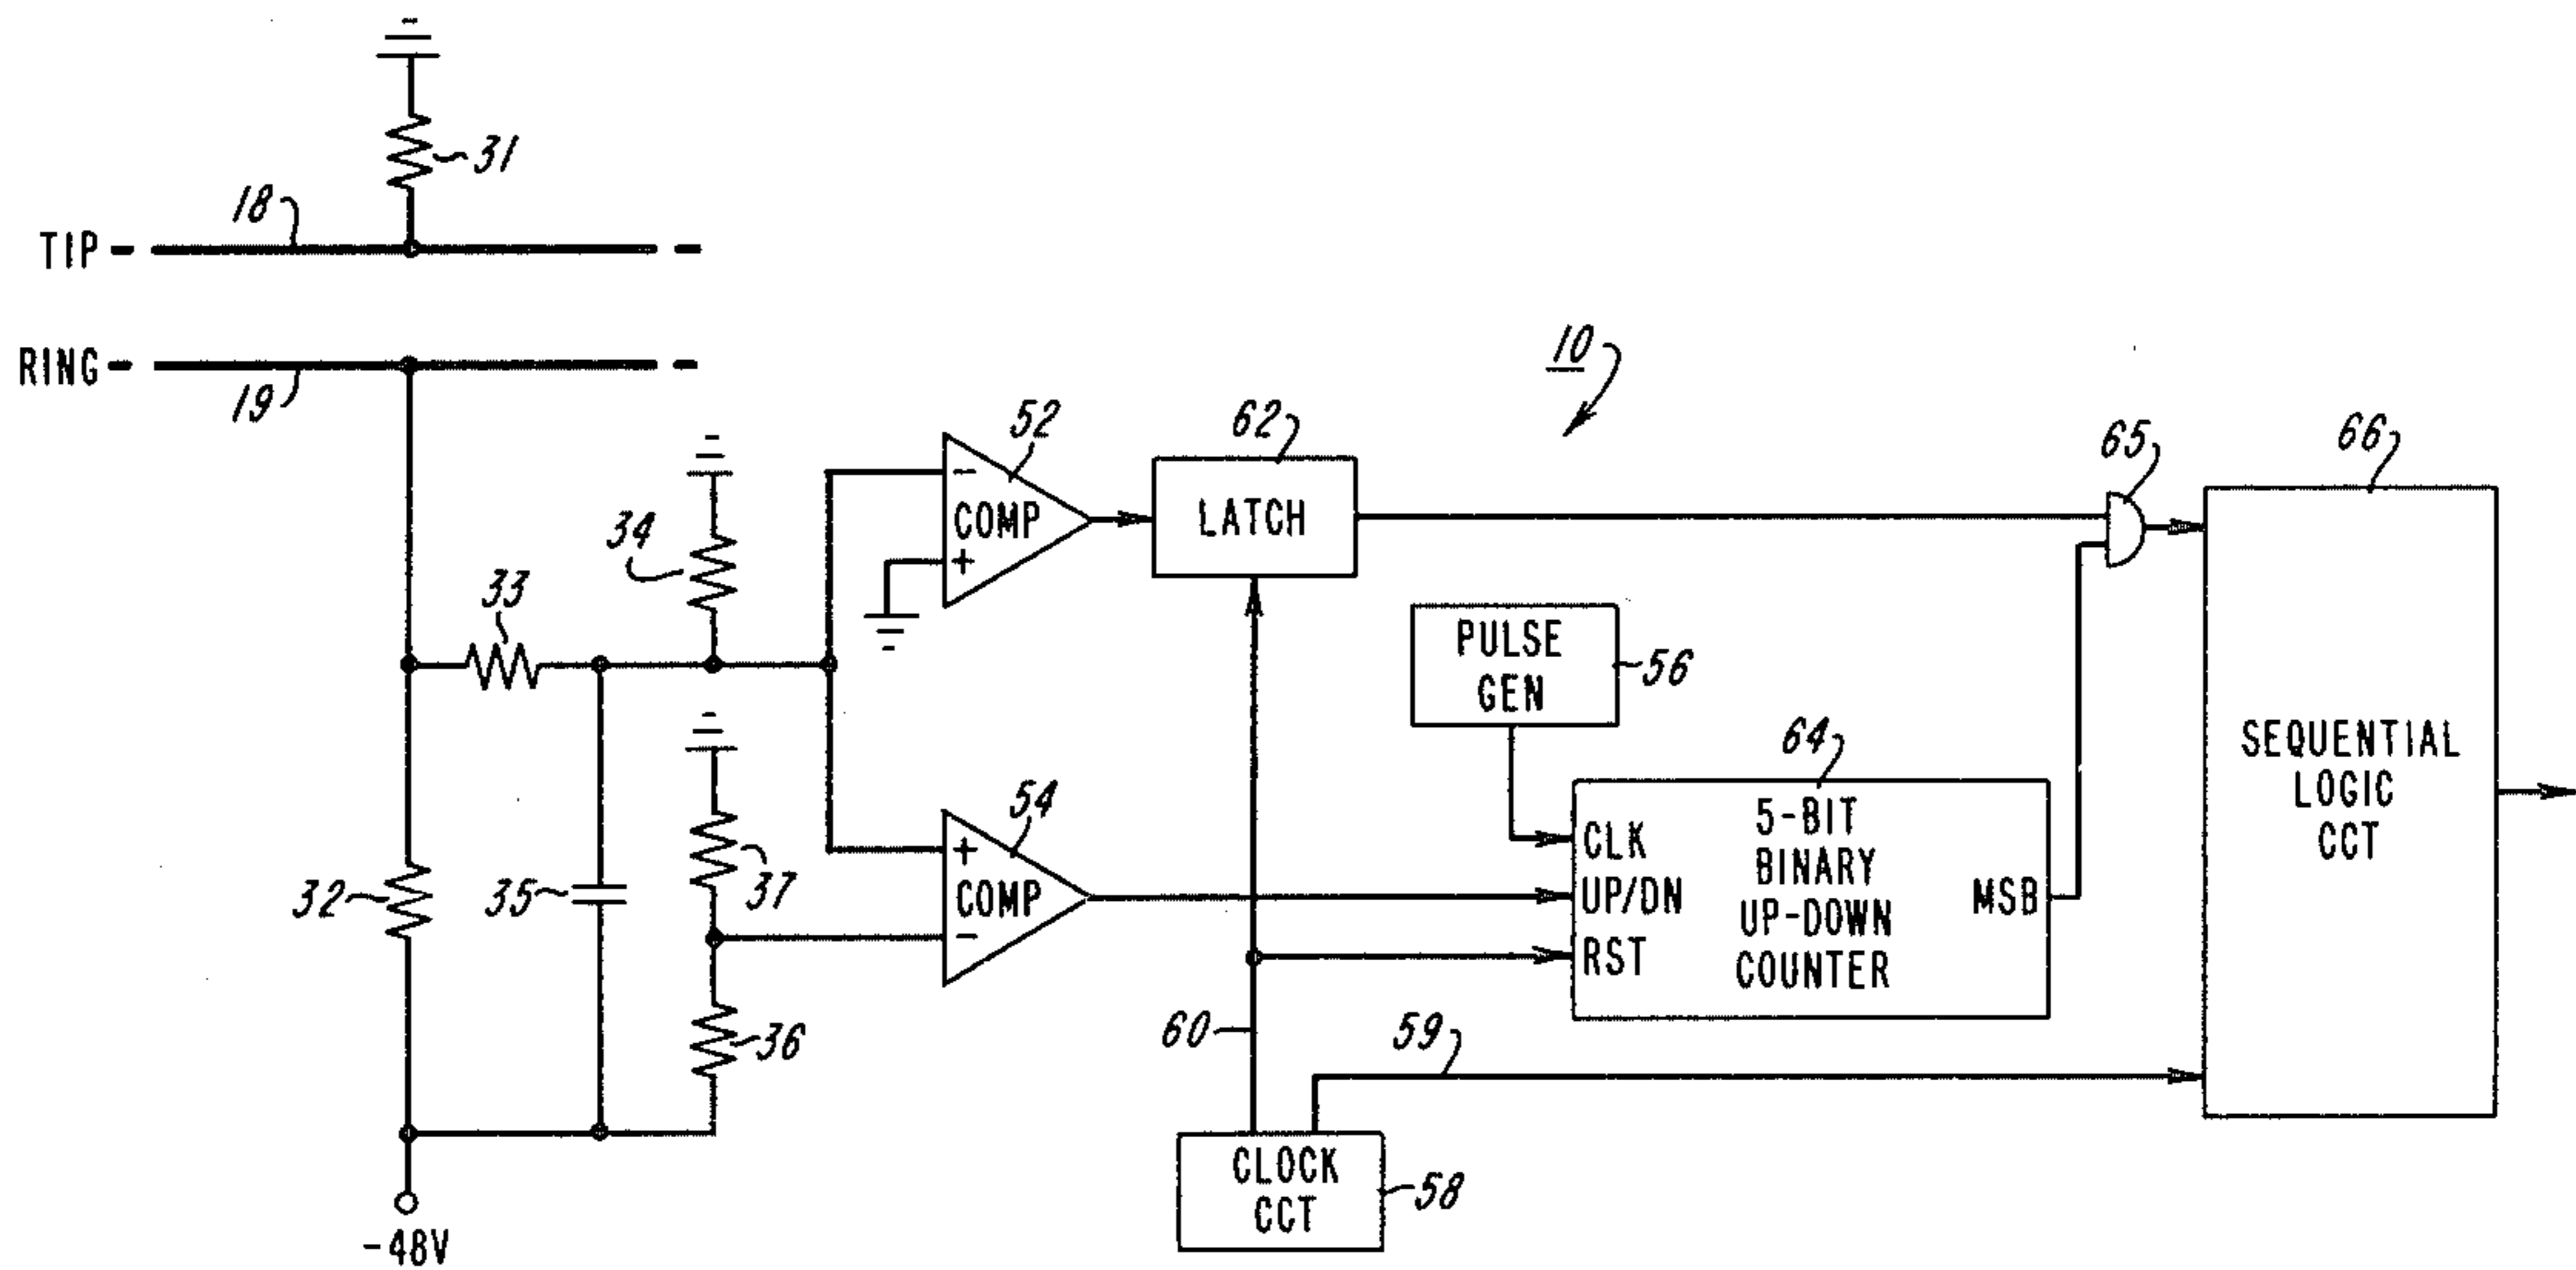 31
18
TIP
RING
19
10
52
- COMP +
62
LATCH
65
66
34
33
PULSE
GEN
56
SEQUENTIAL
LOGIC
CCT
64
CLK
UP/DN
RST
5-BIT
BINARY
UP-DOWN
COUNTER
MSB
54
+ COMP -
37
32
35
36
60
59
CLOCK
CCT
58
-48V